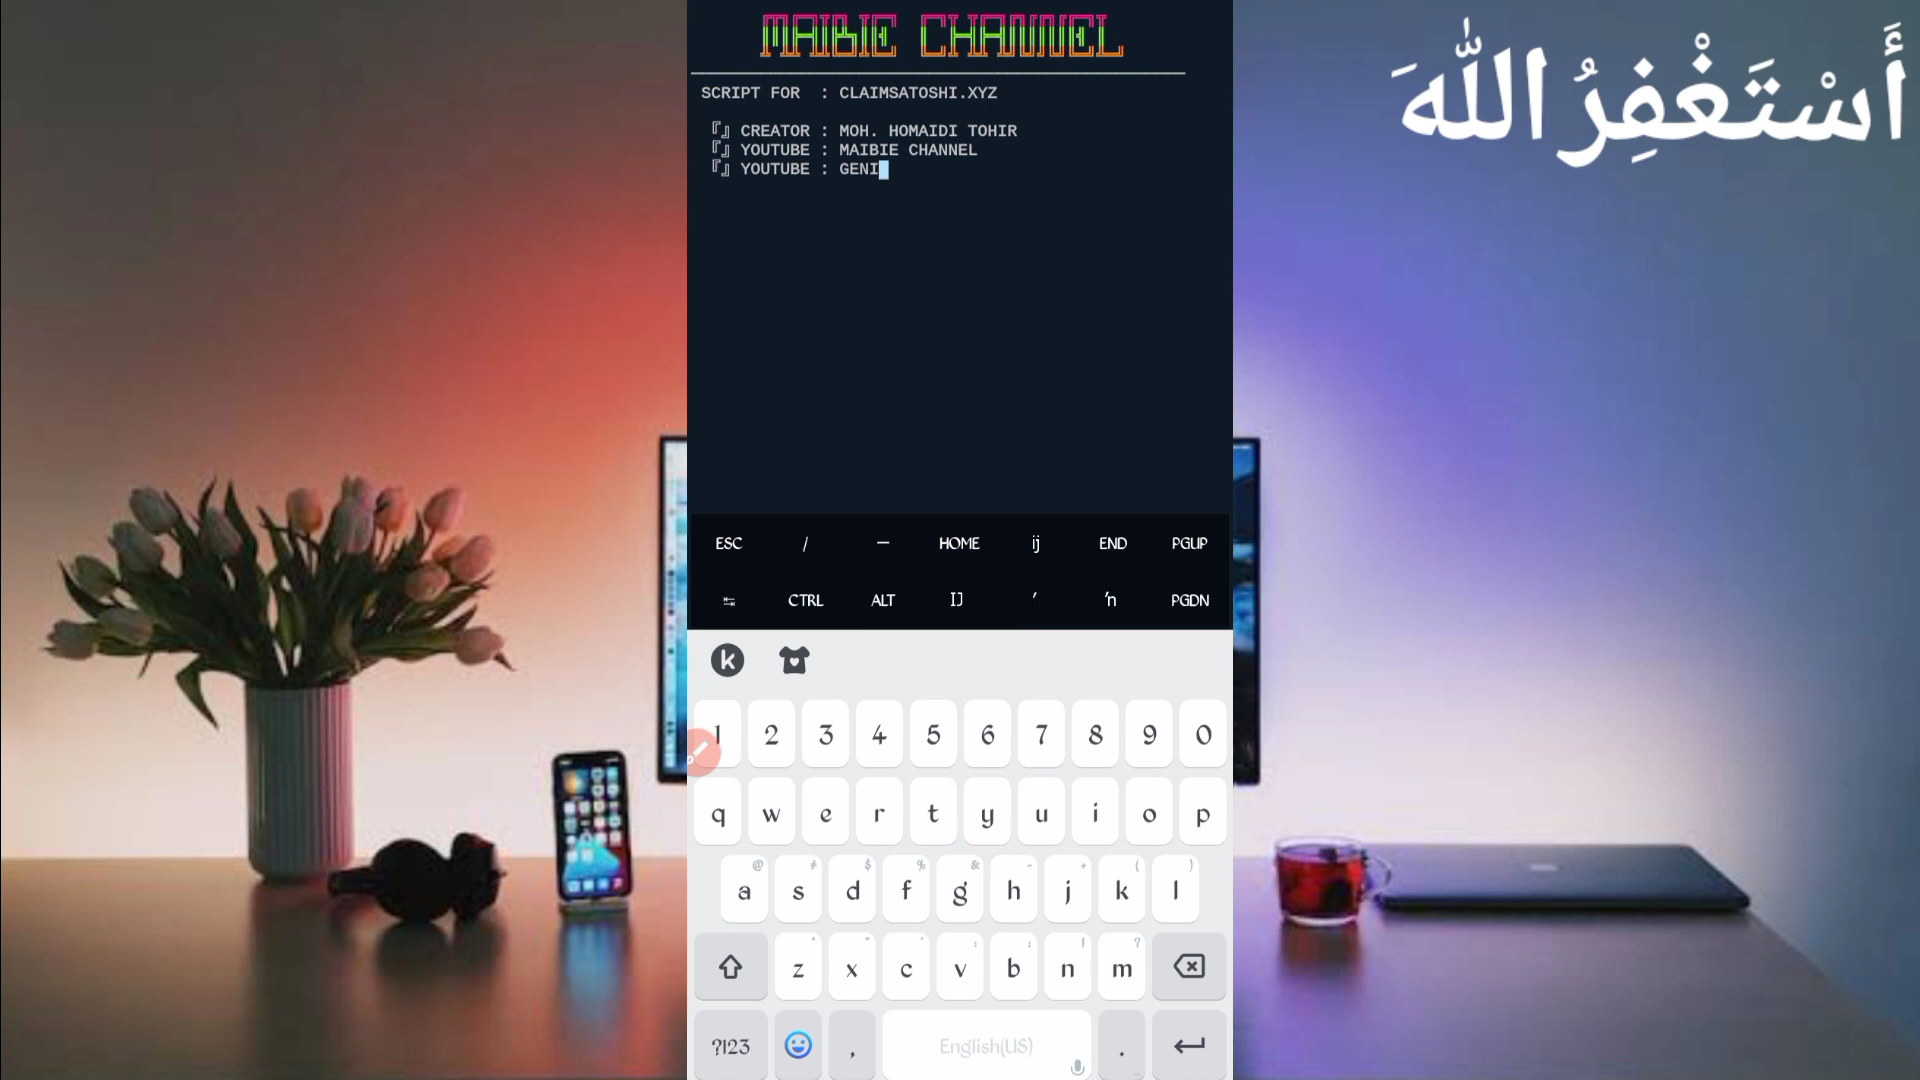 MAIBIE CHANNEL
أَسْتَغْفِرُ اللّٰهَ
SCRIPT FOR : CLAIMSATOSHI.XYZ
『』 CREATOR : MOH. HOMAIDI TOHIR
『』 YOUTUBE : MAIBIE CHANNEL
『』 YOUTUBE : GENI
ESC / — HOME ij END PGUP
CTRL ALT PGDN
k
1 2 3 4 5 6 7 8 9 0
q w e r t y u i o p
a s d f g h j k l
z x c v b n m
?123 , English(US) .